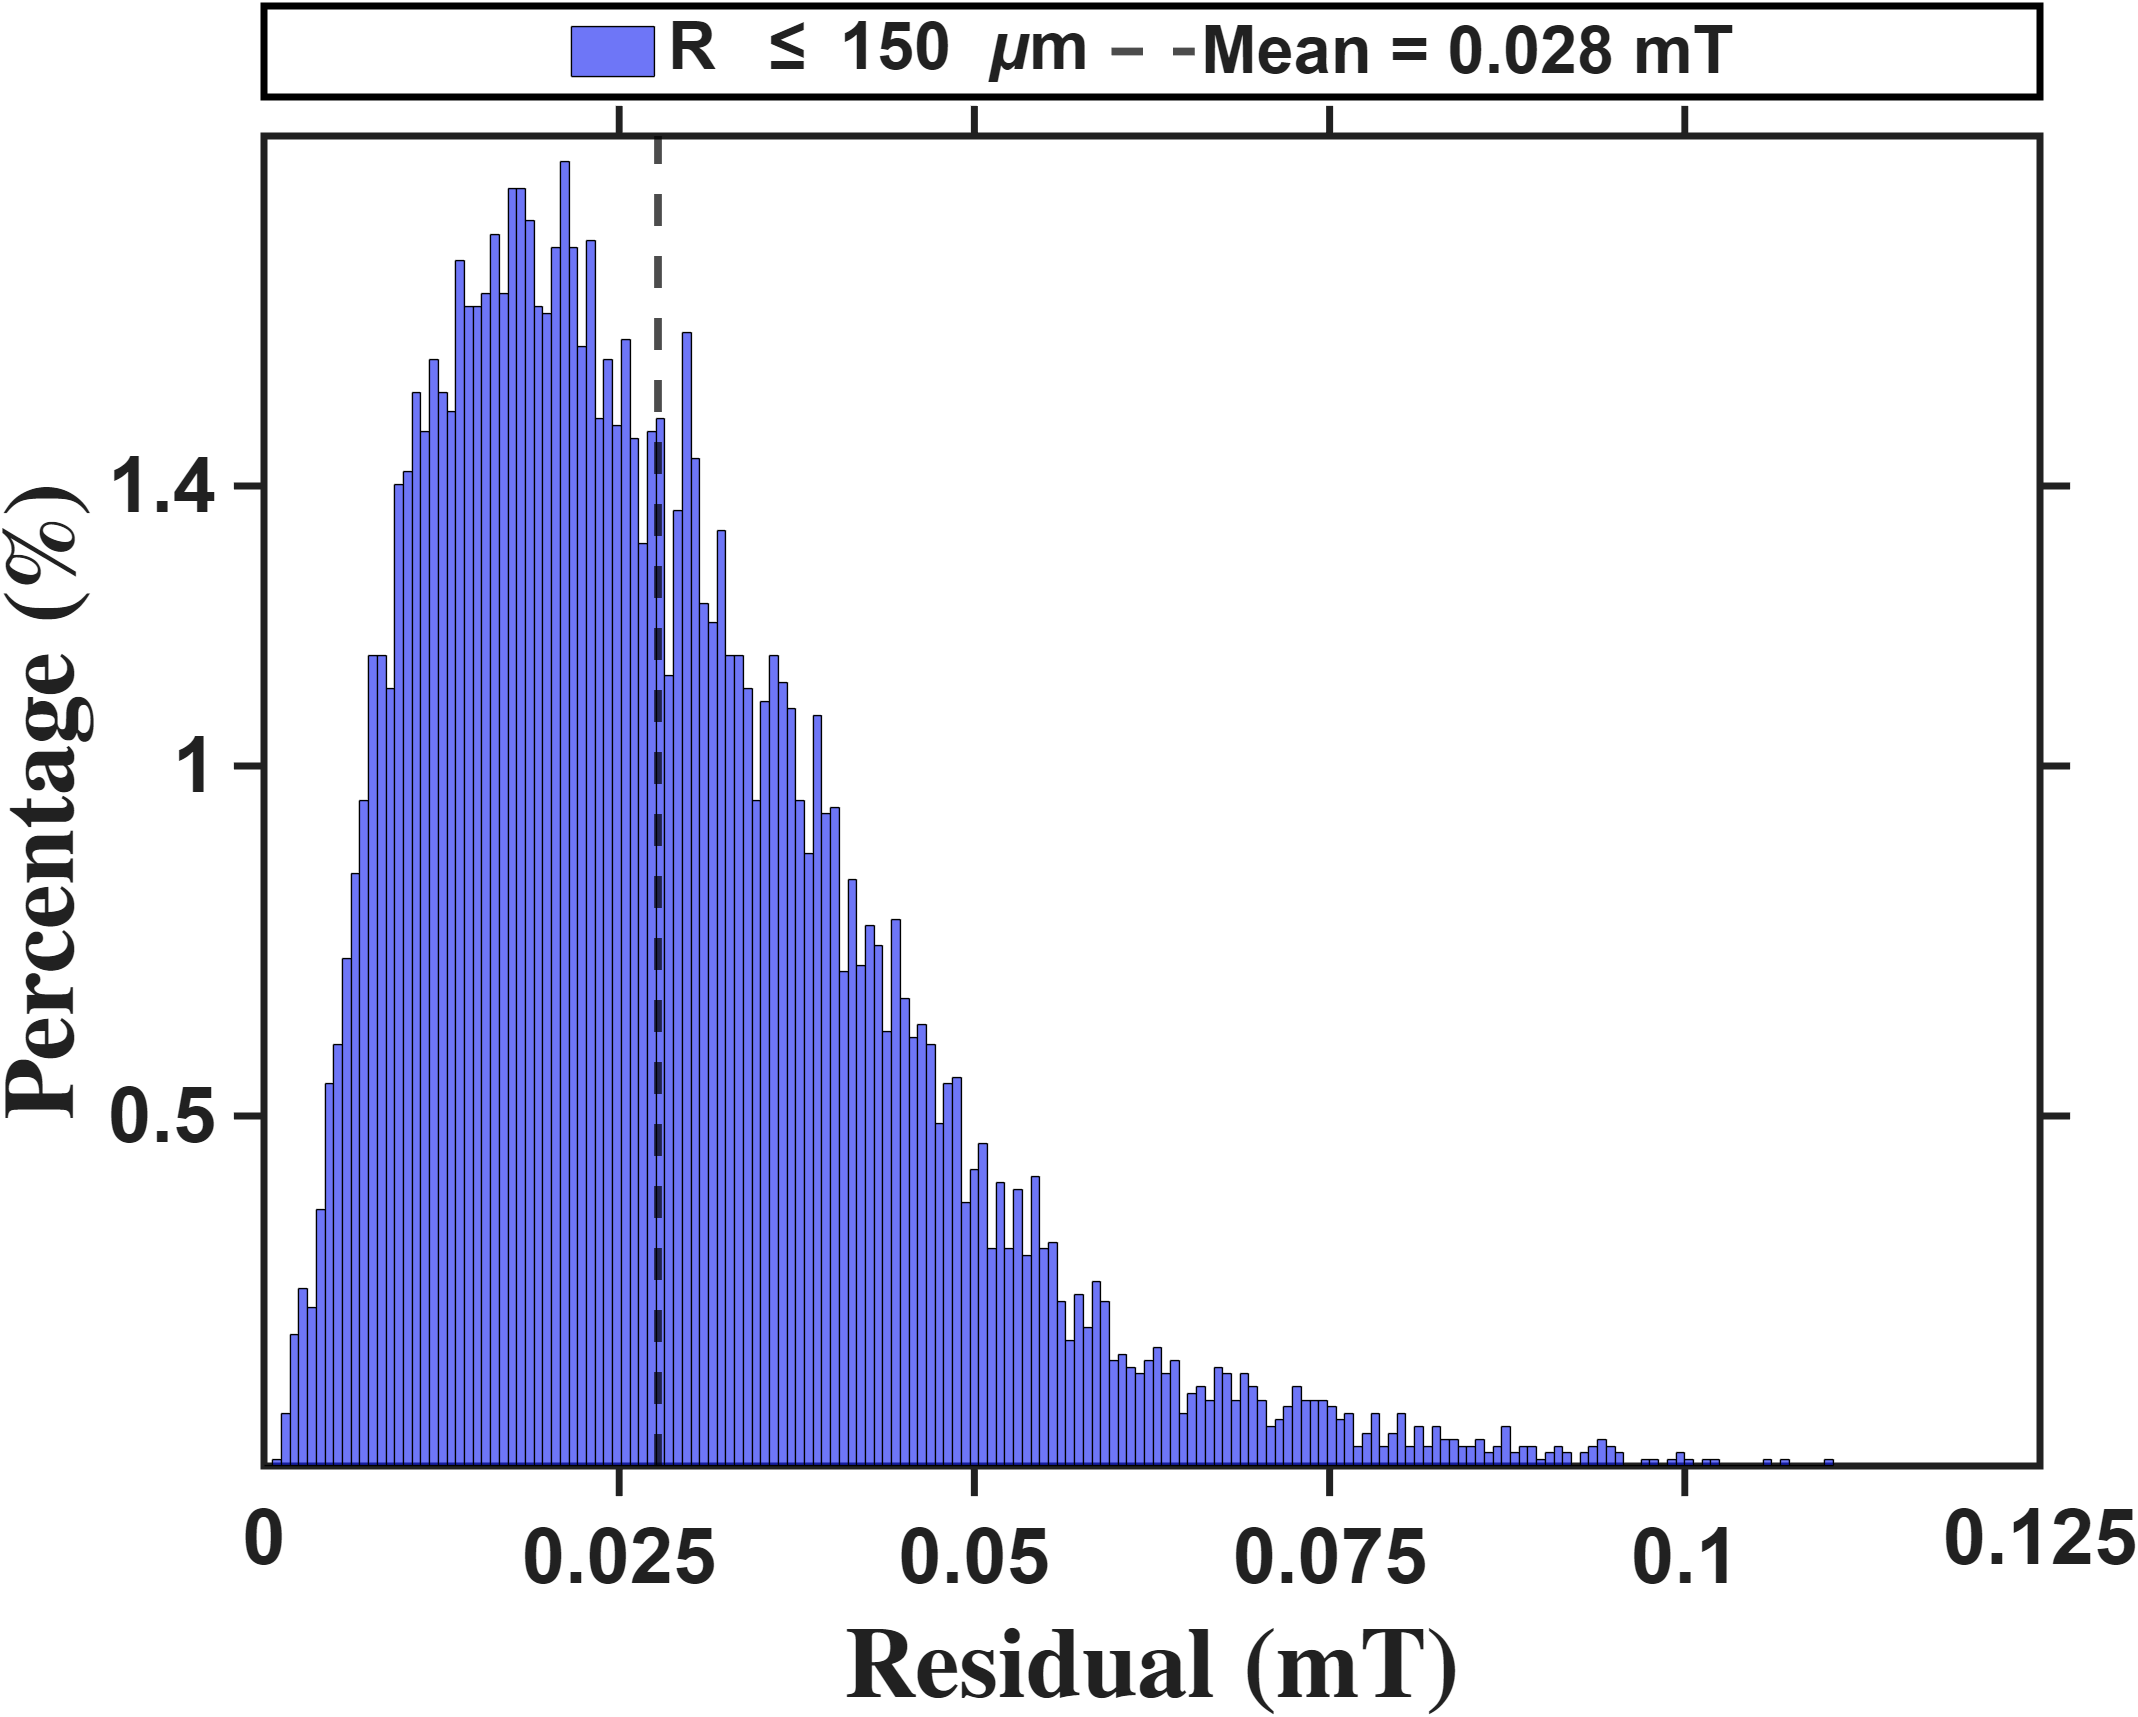 R ≤ 150 μm Mean = 0.028 mT
Percentage (%)
1.4
1
0.5
0 0.025 0.05 0.075 0.1 0.125
Residual (mT)